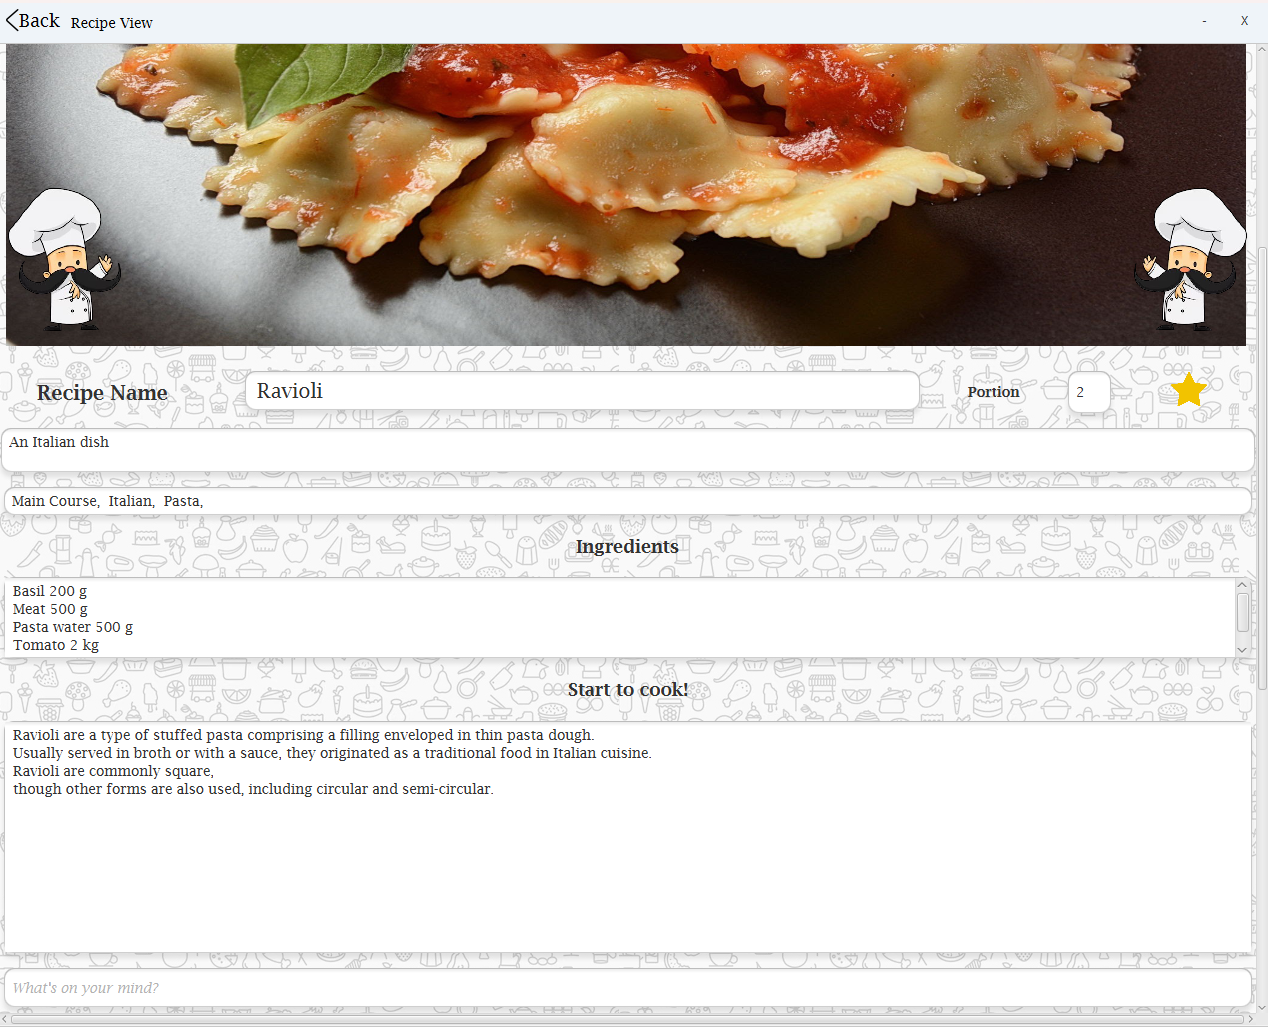 Back Recipe View - X
Recipe Name Ravioli Portion 2
An Italian dish
Main Course, Italian, Pasta,
Ingredients
Basil 200 g
Meat 500 g
Pasta water 500 g
Tomato 2 kg
Start to cook!
Ravioli are a type of stuffed pasta comprising a filling enveloped in thin pasta dough.
Usually served in broth or with a sauce, they originated as a traditional food in Italian cuisine.
Ravioli are commonly square,
though other forms are also used, including circular and semi-circular.
What's on your mind?